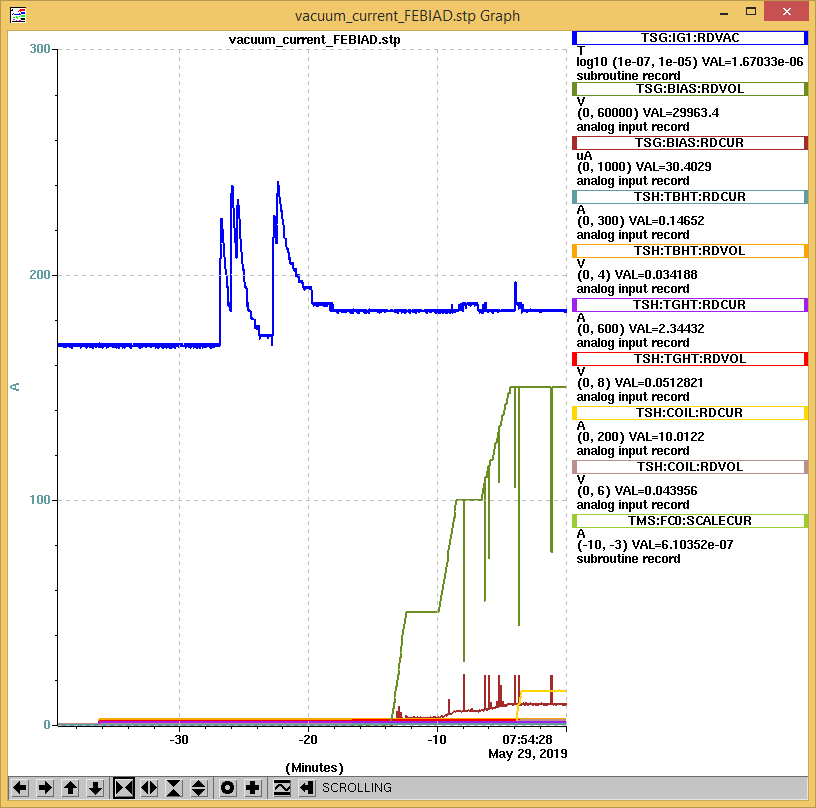 vacuum_current_FEBIAD.stp Graph
vacuum_current_FEBIAD.stp
300
200
100
0
A
-30
-20
-10
07:54:28
May 29, 2019
(Minutes)
TSG:IG1:RDVAC
T
log10 (1e-07, 1e-05) VAL=1.67033e-06
subroutine record
TSG:BIAS:RDVOL
V
(0, 60000) VAL=29963.4
analog input record
TSG:BIAS:RDCUR
uA
(0, 1000) VAL=30.4029
analog input record
TSH:TBHT:RDCUR
A
(0, 300) VAL=0.14652
analog input record
TSH:TBHT:RDVOL
V
(0, 4) VAL=0.034188
analog input record
TSH:TGHT:RDCUR
A
(0, 600) VAL=2.34432
analog input record
TSH:TGHT:RDVOL
V
(0, 8) VAL=0.0512821
analog input record
TSH:COIL:RDCUR
A
(0, 200) VAL=10.0122
analog input record
TSH:COIL:RDVOL
V
(0, 6) VAL=0.043956
analog input record
TMS:FC0:SCALECUR
A
(-10, -3) VAL=6.10352e-07
subroutine record
SCROLLING